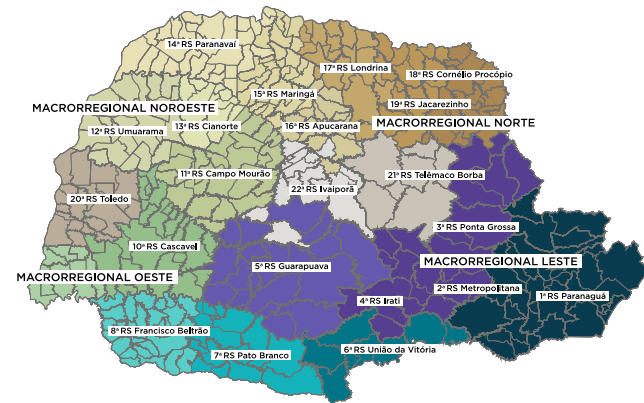 14ª RS Paranavaí
17ª RS Londrina
18ª RS Cornélio Procópio
15ª RS Maringá
MACRORREGIONAL NOROESTE
19ª RS Jacarezinho
12ª RS Umuarama
13ª RS Cianorte
16ª RS Apucarana
MACRORREGIONAL NORTE
11ª RS Campo Mourão
21ª RS Telêmaco Borba
22ª RS Ivaiporã
20ª RS Toledo
3ª RS Ponta Grossa
10ª RS Cascavel
MACRORREGIONAL LESTE
5ª RS Guarapuava
MACRORREGIONAL OESTE
2ª RS Metropolitana
1ª RS Paranaguá
4ª RS Irati
8ª RS Francisco Beltrão
6ª RS União da Vitória
7ª RS Pato Branco